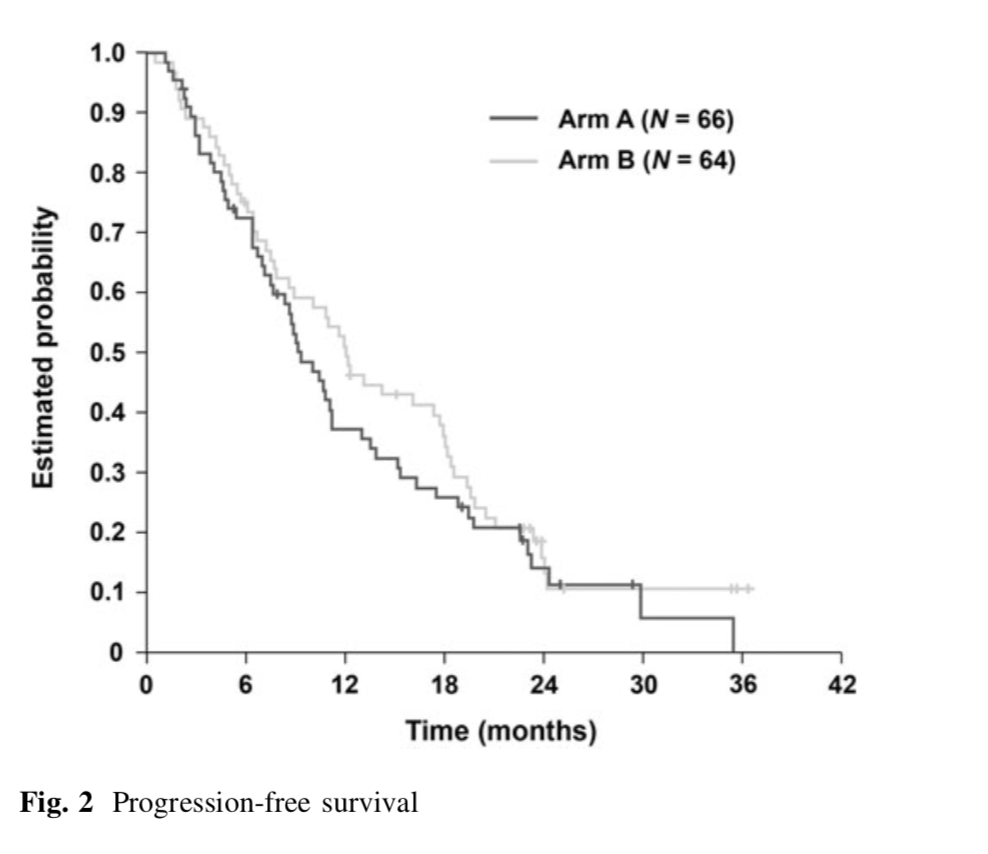 1.0
0.9
0.8
0.7
0.6
0.5
0.4
0.3
0.2
0.1
0
Estimated probability
Arm A (N = 66)
Arm B (N = 64)
0 6 12 18 24 30 36 42
Time (months)
Fig. 2 Progression-free survival